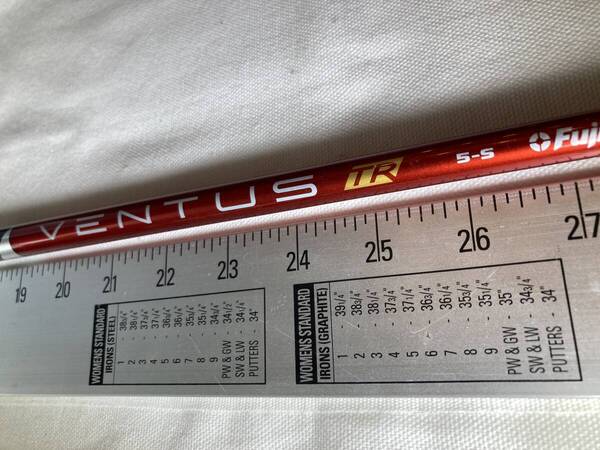 VENTUS TR 5-S Fuji
19 20 21 22 23 24 25 26 27
WOMENS STANDARD
IRONS (STEEL)
1 - 38¾"
2 - 38¼"
3 - 37¾"
4 - 37¼"
5 - 36¾"
6 - 36¼"
7 - 35¾"
8 - 35¼"
9 - 34¾"
PW & GW - 34½"
SW & LW - 34¼"
PUTTERS - 34"
WOMENS STANDARD
IRONS (GRAPHITE)
1 - 39¼"
2 - 38¾"
3 - 38¼"
4 - 37¾"
5 - 37¼"
6 - 36¾"
7 - 36¼"
8 - 35¾"
9 - 35¼"
PW & GW - 35"
SW & LW - 34¾"
PUTTERS - 34"